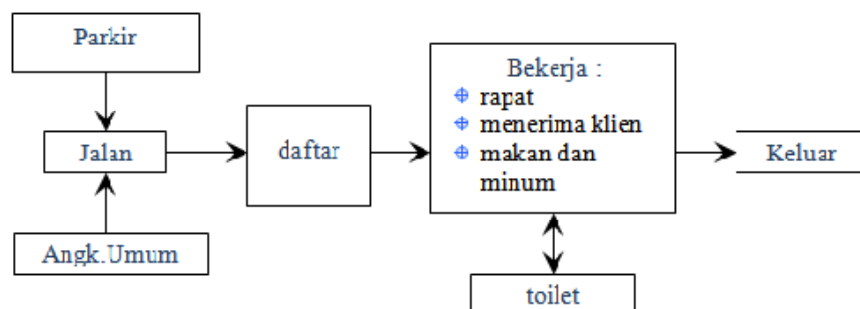 Parkir
Jalan
Angk.Umum
daftar
Bekerja :
rapat
menerima klien
makan dan
minum
toilet
Keluar